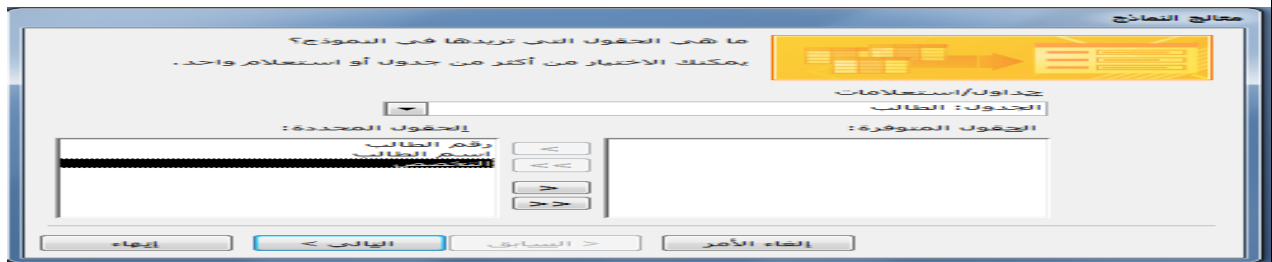 معالج النماذج
ما هي الحقول التي تريدها في النموذج؟
يمكنك الاختيار من أكثر من جدول أو استعلام واحد.
جداول/استعلامات
الجدول: الطالب
الحقول المتوفرة:
الحقول المحددة:
رقم الطالب
اسم الطالب
التخصص
>
>>
<
<<
إلغاء الأمر
< السابق
التالي >
إنهاء